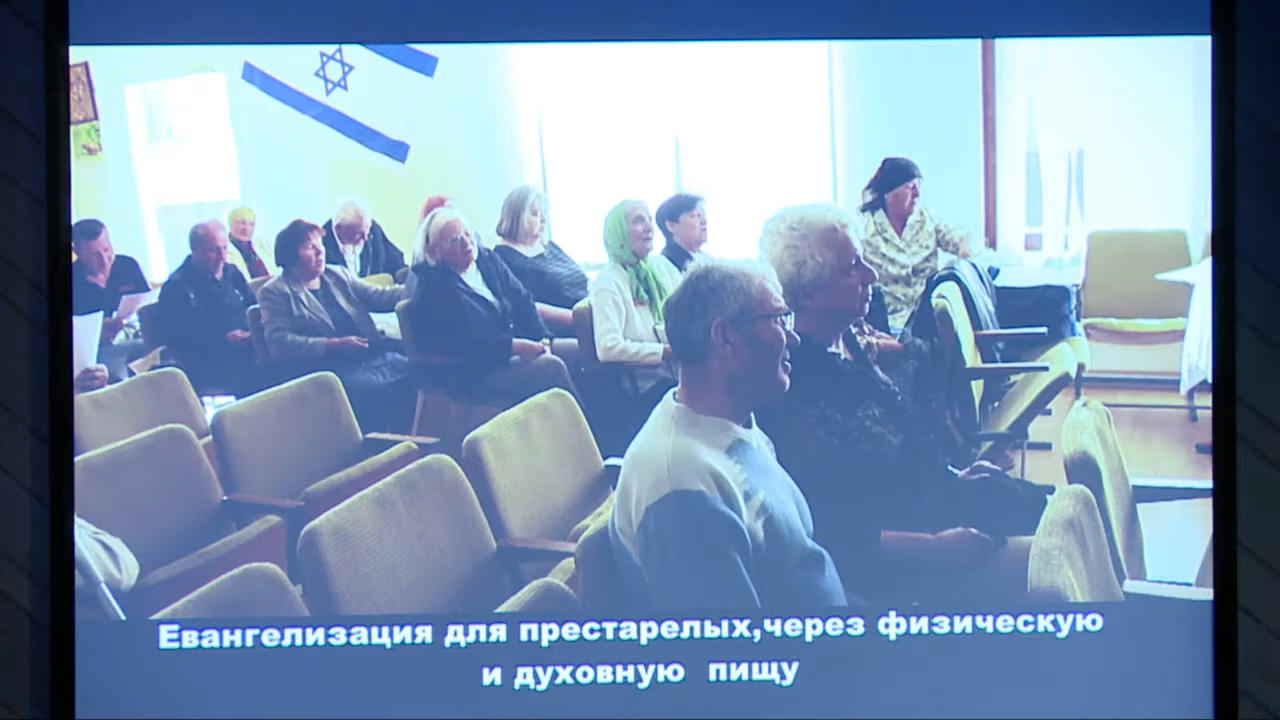 Евангелизация для престарелых,через физическую
и духовную пищу